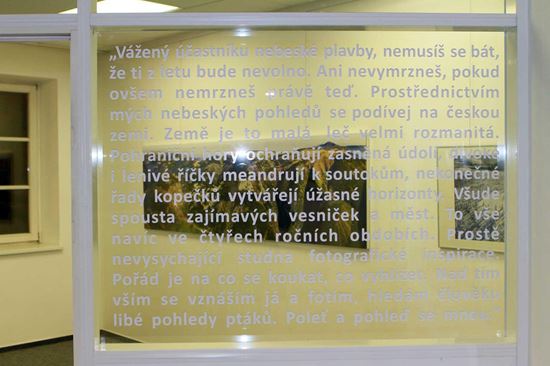 „Vážený účastníku nebeské plavby, nemusíš se bát,
že ti z letu bude nevolno. Ani nevymrzneš, pokud
ovšem nemrzneš právě teď. Prostřednictvím
mých nebeských pohledů se podívej na českou
zemi. Země je to malá, leč velmi rozmanitá.
Pohraniční hory ochraňují zasněná údolí, divoké
i lenivé říčky meandrují k soutokům, nekonečné
řady kopečků vytvářejí úžasné horizonty. Všude
spousta zajímavých vesniček a měst. To vše
navíc ve čtyřech ročních obdobích. Prostě
nevysychající studna fotografické inspirace.
Pořád je na co se koukat, co vyhlížet. Nad tím
vším se vznáším já a fotím, hledám člověku
libé pohledy ptáků. Poleť a pohleď se mnou."